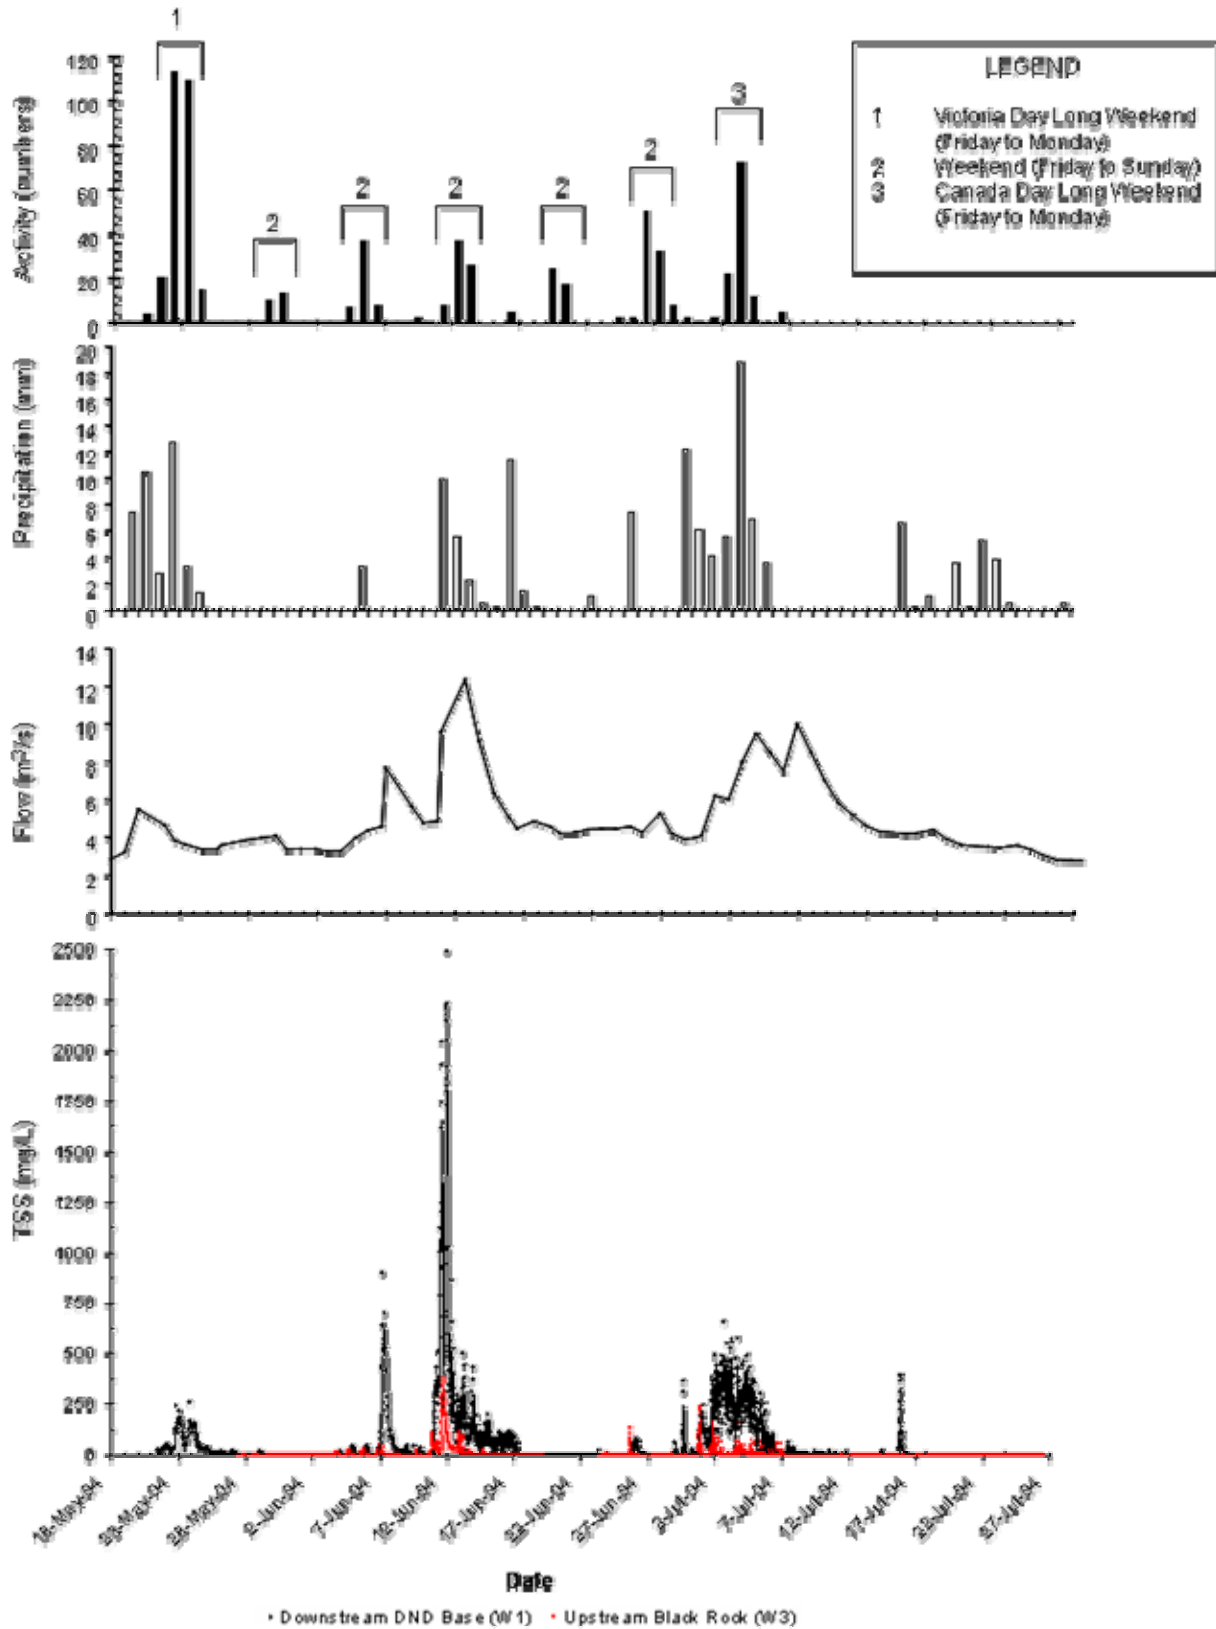 1
120
100
80
60
40
20
0
Activity (numbers)
2
2
2
2
2
3
LEGEND
1 Victoria Day Long Weekend
(Friday to Monday)
2 Weekend (Friday to Sunday)
3 Canada Day Long Weekend
(Friday to Monday)
20
18
16
14
12
10
8
6
4
2
0
Precipitation (mm)
14
12
10
8
6
4
2
0
Flow (m3/s)
2500
2250
2000
1750
1500
1250
1000
750
500
250
0
TSS (mg/L)
18-May-94
23-May-94
28-May-94
2-Jun-94
7-Jun-94
12-Jun-94
17-Jun-94
22-Jun-94
27-Jun-94
2-Jul-94
7-Jul-94
12-Jul-94
17-Jul-94
22-Jul-94
27-Jul-94
Date
Downstream DND Base (W1) Upstream Black Rock (W3)